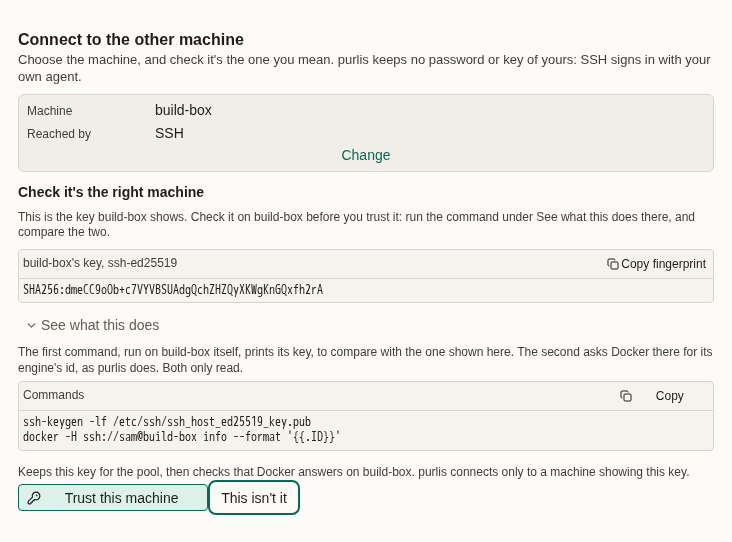 Connect to the other machine
Choose the machine, and check it's the one you mean. purlis keeps no password or key of yours: SSH signs in with your
own agent.
Machine build-box
Reached by SSH
Change
Check it's the right machine
This is the key build-box shows. Check it on build-box before you trust it: run the command under See what this does there, and
compare the two.
build-box's key, ssh-ed25519 Copy fingerprint
SHA256:dmeCC9oOb+c7VYVBSUAdgQchZHZQyXKWgKnGQxfh2rA
See what this does
The first command, run on build-box itself, prints its key, to compare with the one shown here. The second asks Docker there for its
engine's id, as purlis does. Both only read.
Commands Copy
ssh-keygen -lf /etc/ssh/ssh_host_ed25519_key.pub
docker -H ssh://sam@build-box info --format '{{.ID}}'
Keeps this key for the pool, then checks that Docker answers on build-box. purlis connects only to a machine showing this key.
Trust this machine This isn't it